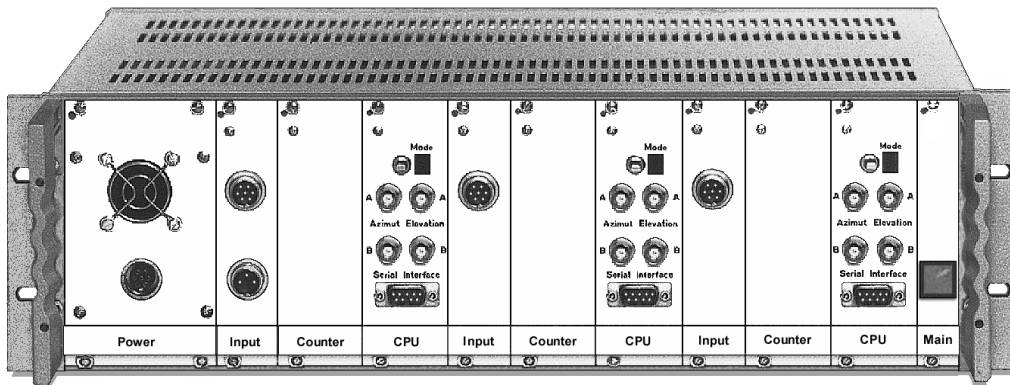 Mode
A A
Azimut Elevation
B B
Serial Interface
Mode
A A
Azimut Elevation
B B
Serial Interface
Mode
A A
Azimut Elevation
B B
Serial Interface
Power Input Counter CPU Input Counter CPU Input Counter CPU Main